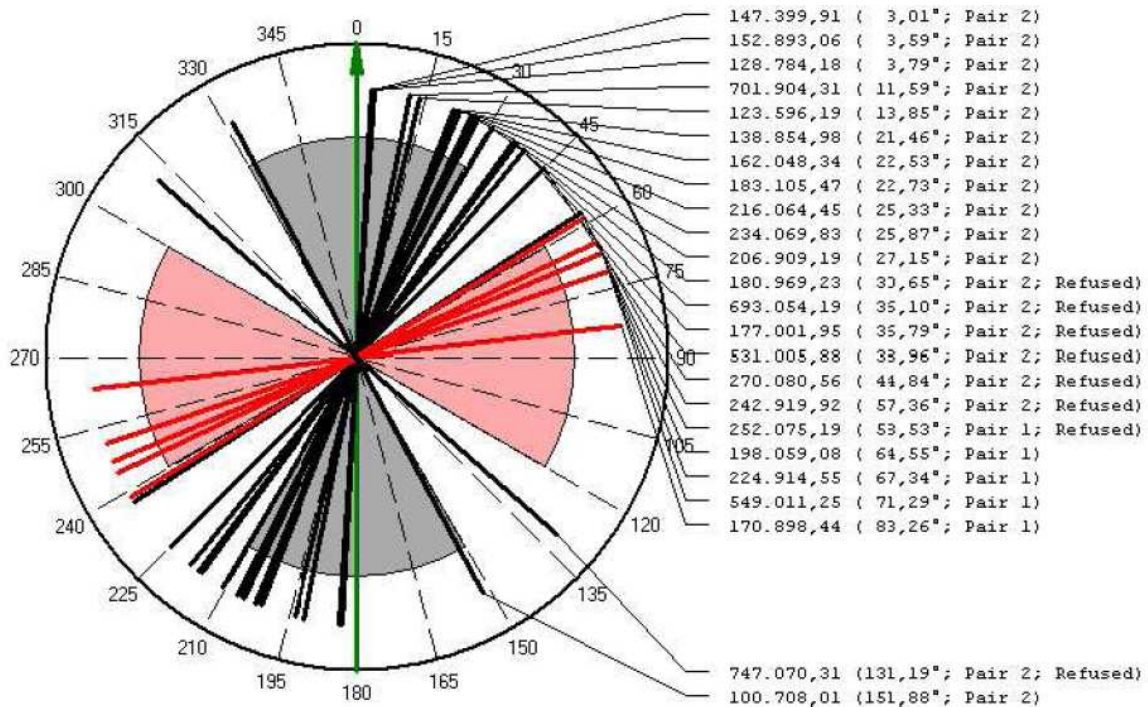 147.399,91 ( 3,01°; Pair 2)
152.893,06 ( 3,59°; Pair 2)
128.784,18 ( 3,79°; Pair 2)
701.904,31 ( 11,59°; Pair 2)
123.596,19 ( 13,85°; Pair 2)
138.854,98 ( 21,46°; Pair 2)
162.048,34 ( 22,53°; Pair 2)
183.105,47 ( 22,73°; Pair 2)
216.064,45 ( 25,33°; Pair 2)
234.069,83 ( 25,87°; Pair 2)
206.909,19 ( 27,15°; Pair 2)
180.969,23 ( 30,65°; Pair 2; Refused)
693.054,19 ( 36,10°; Pair 2; Refused)
177.001,95 ( 36,79°; Pair 2; Refused)
531.005,88 ( 38,96°; Pair 2; Refused)
270.080,56 ( 44,84°; Pair 2; Refused)
242.919,92 ( 57,36°; Pair 2; Refused)
252.075,19 ( 58,53°; Pair 1; Refused)
198.059,08 ( 64,55°; Pair 1)
224.914,55 ( 67,34°; Pair 1)
549.011,25 ( 71,29°; Pair 1)
170.898,44 ( 83,26°; Pair 1)
747.070,31 (131,19°; Pair 2; Refused)
100.708,01 (151,88°; Pair 2)
0
15
30
45
60
75
90
105
120
135
150
165
180
195
210
225
240
255
270
285
300
315
330
345